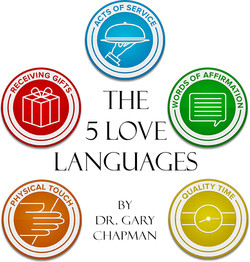 ACTS OF SERVICE
RECEIVING GIFTS
WORDS OF AFFIRMATION
THE
5 LOVE
LANGUAGES
PHYSICAL TOUCH
QUALITY TIME
BY
DR. GARY
CHAPMAN